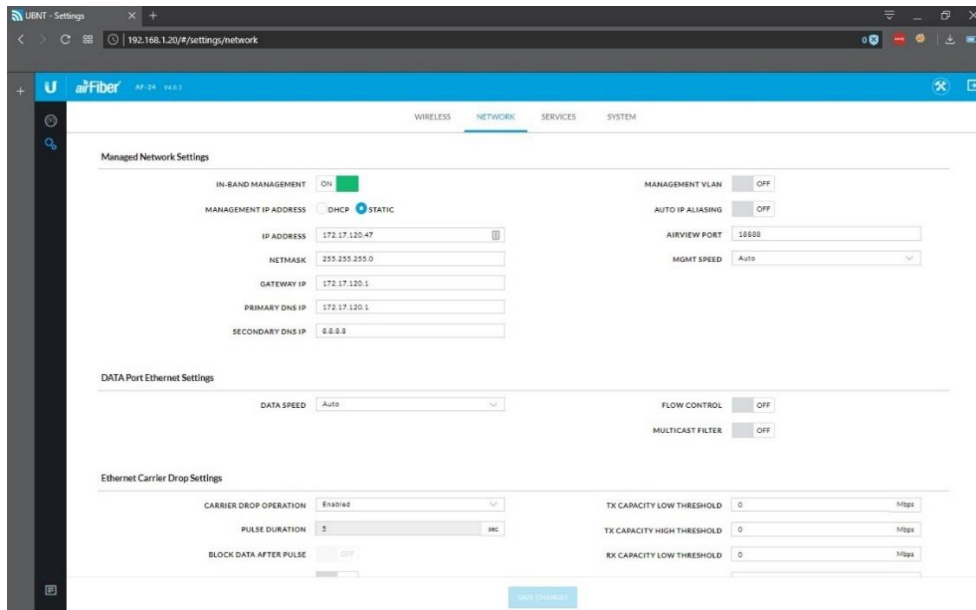 UBNT - Settings
192.168.1.20/#/settings/network
0
airFiber AF-24
WIRELESS NETWORK SERVICES SYSTEM
Managed Network Settings
IN-BAND MANAGEMENT ON
MANAGEMENT VLAN OFF
MANAGEMENT IP ADDRESS DHCP STATIC
AUTO IP ALIASING OFF
IP ADDRESS 172.17.120.47
AIRVIEW PORT 18888
NETMASK 255.255.255.0
MGMT SPEED Auto
GATEWAY IP 172.17.120.1
PRIMARY DNS IP 172.17.120.1
SECONDARY DNS IP 8.8.8.8
DATA Port Ethernet Settings
DATA SPEED Auto
FLOW CONTROL OFF
MULTICAST FILTER OFF
Ethernet Carrier Drop Settings
CARRIER DROP OPERATION Enabled
TX CAPACITY LOW THRESHOLD 0 Mbps
PULSE DURATION 5 sec
TX CAPACITY HIGH THRESHOLD 0 Mbps
BLOCK DATA AFTER PULSE OFF
RX CAPACITY LOW THRESHOLD 0 Mbps
SAVE CHANGES